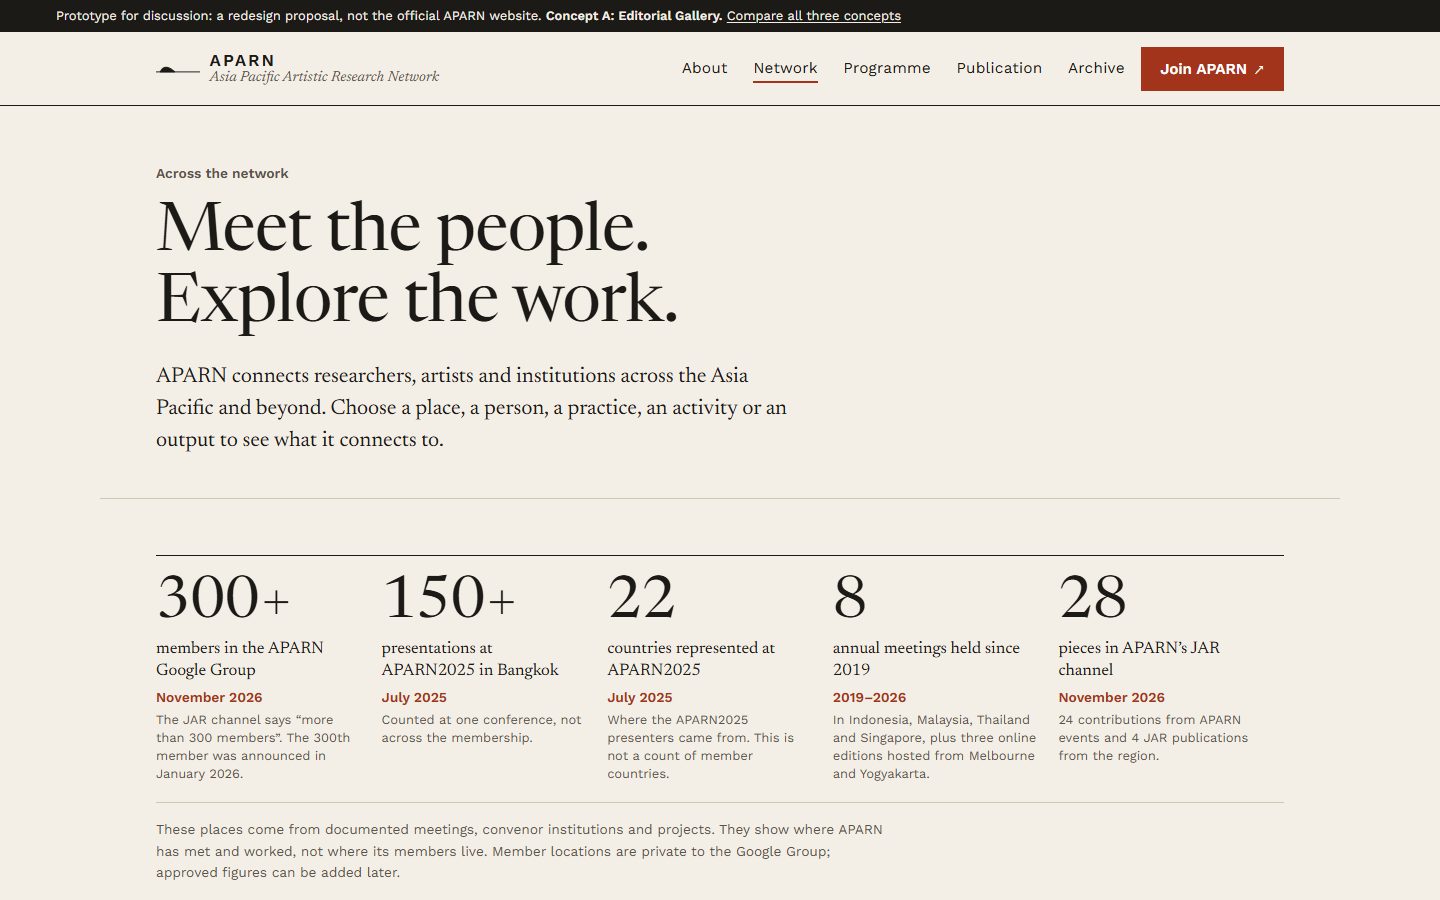 Prototype for discussion: a redesign proposal, not the official APARN website. Concept A: Editorial Gallery. Compare all three concepts
APARN
Asia Pacific Artistic Research Network
About Network Programme Publication Archive Join APARN ↗
Across the network
Meet the people.
Explore the work.
APARN connects researchers, artists and institutions across the Asia
Pacific and beyond. Choose a place, a person, a practice, an activity or an
output to see what it connects to.
300+
members in the APARN
Google Group
November 2026
The JAR channel says “more
than 300 members”. The 300th
member was announced in
January 2026.
150+
presentations at
APARN2025 in Bangkok
July 2025
Counted at one conference, not
across the membership.
22
countries represented at
APARN2025
July 2025
Where the APARN2025
presenters came from. This is
not a count of member
countries.
8
annual meetings held since
2019
2019–2026
In Indonesia, Malaysia, Thailand
and Singapore, plus three online
editions hosted from Melbourne
and Yogyakarta.
28
pieces in APARN’s JAR
channel
November 2026
24 contributions from APARN
events and 4 JAR publications
from the region.
These places come from documented meetings, convenor institutions and projects. They show where APARN
has met and worked, not where its members live. Member locations are private to the Google Group;
approved figures can be added later.